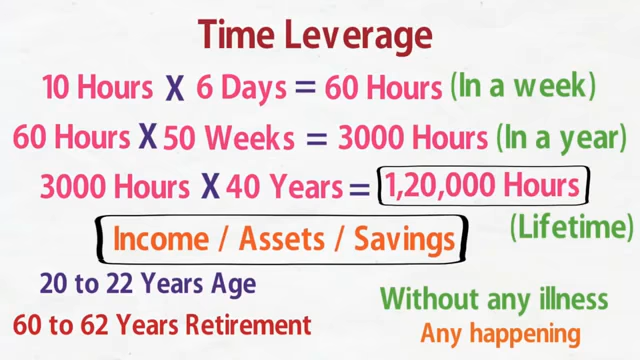 Time Leverage
10 Hours X 6 Days = 60 Hours (In a week)
60 Hours X 50 Weeks = 3000 Hours (In a year)
3000 Hours X 40 Years = 1,20,000 Hours
(Lifetime)
Income / Assets / Savings
20 to 22 Years Age
60 to 62 Years Retirement
Without any illness
Any happening